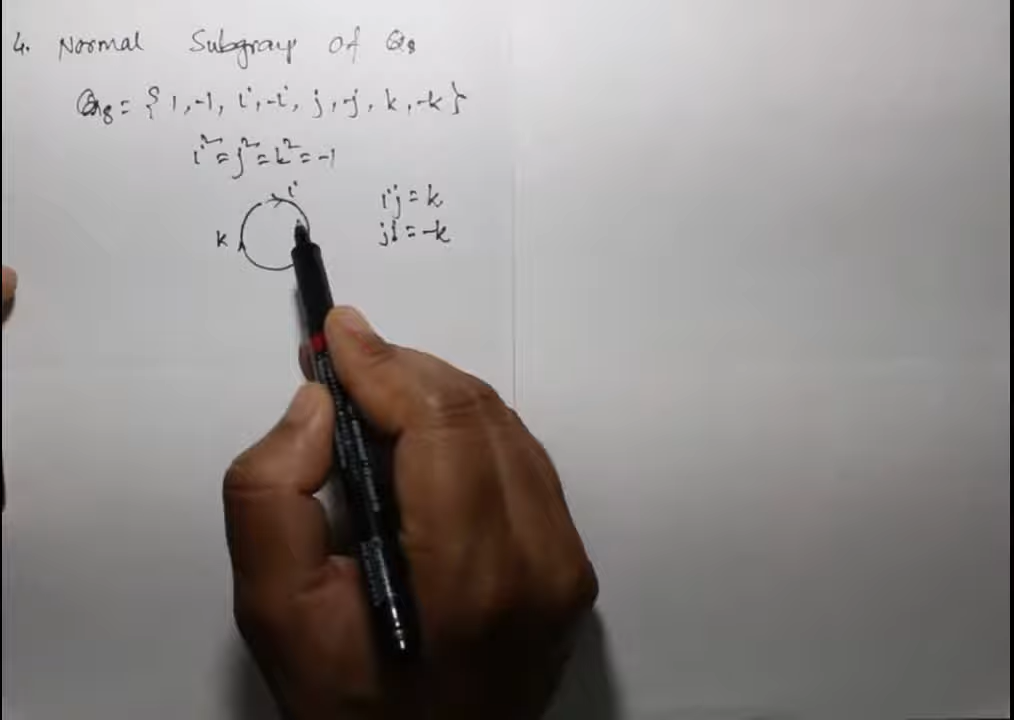 4. Normal Subgroup Of Q₈
Q₈ = { 1, -1, i, -i, j, -j, k, -k }
i² = j² = k² = -1
i
k
ij = k
ji = -k